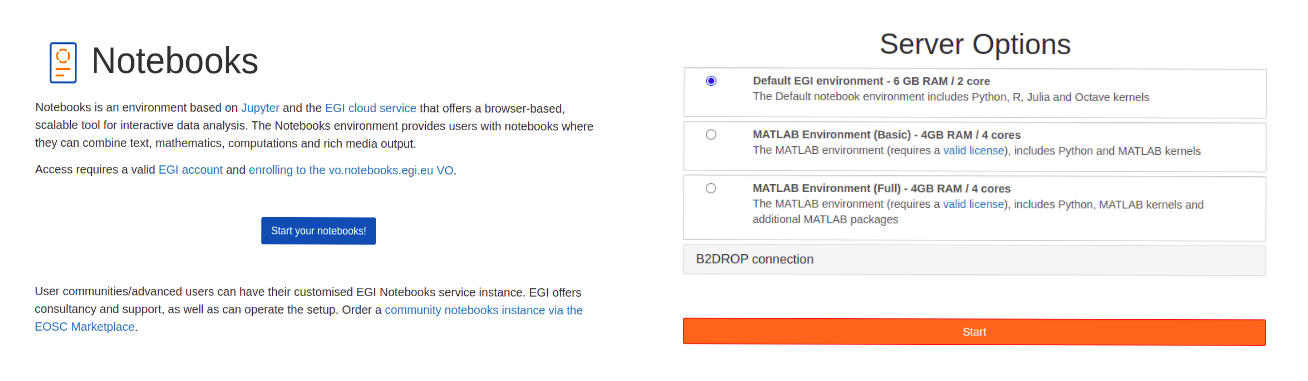 Notebooks
Notebooks is an environment based on Jupyter and the EGI cloud service that offers a browser-based,
scalable tool for interactive data analysis. The Notebooks environment provides users with notebooks where
they can combine text, mathematics, computations and rich media output.
Access requires a valid EGI account and enrolling to the vo.notebooks.egi.eu VO.
Start your notebooks!
User communities/advanced users can have their customised EGI Notebooks service instance. EGI offers
consultancy and support, as well as can operate the setup. Order a community notebooks instance via the
EOSC Marketplace.
Server Options
Default EGI environment - 6 GB RAM / 2 core
The Default notebook environment includes Python, R, Julia and Octave kernels
MATLAB Environment (Basic) - 4GB RAM / 4 cores
The MATLAB environment (requires a valid license), includes Python and MATLAB kernels
MATLAB Environment (Full) - 4GB RAM / 4 cores
The MATLAB environment (requires a valid license), includes Python, MATLAB kernels and
additional MATLAB packages
B2DROP connection
Start